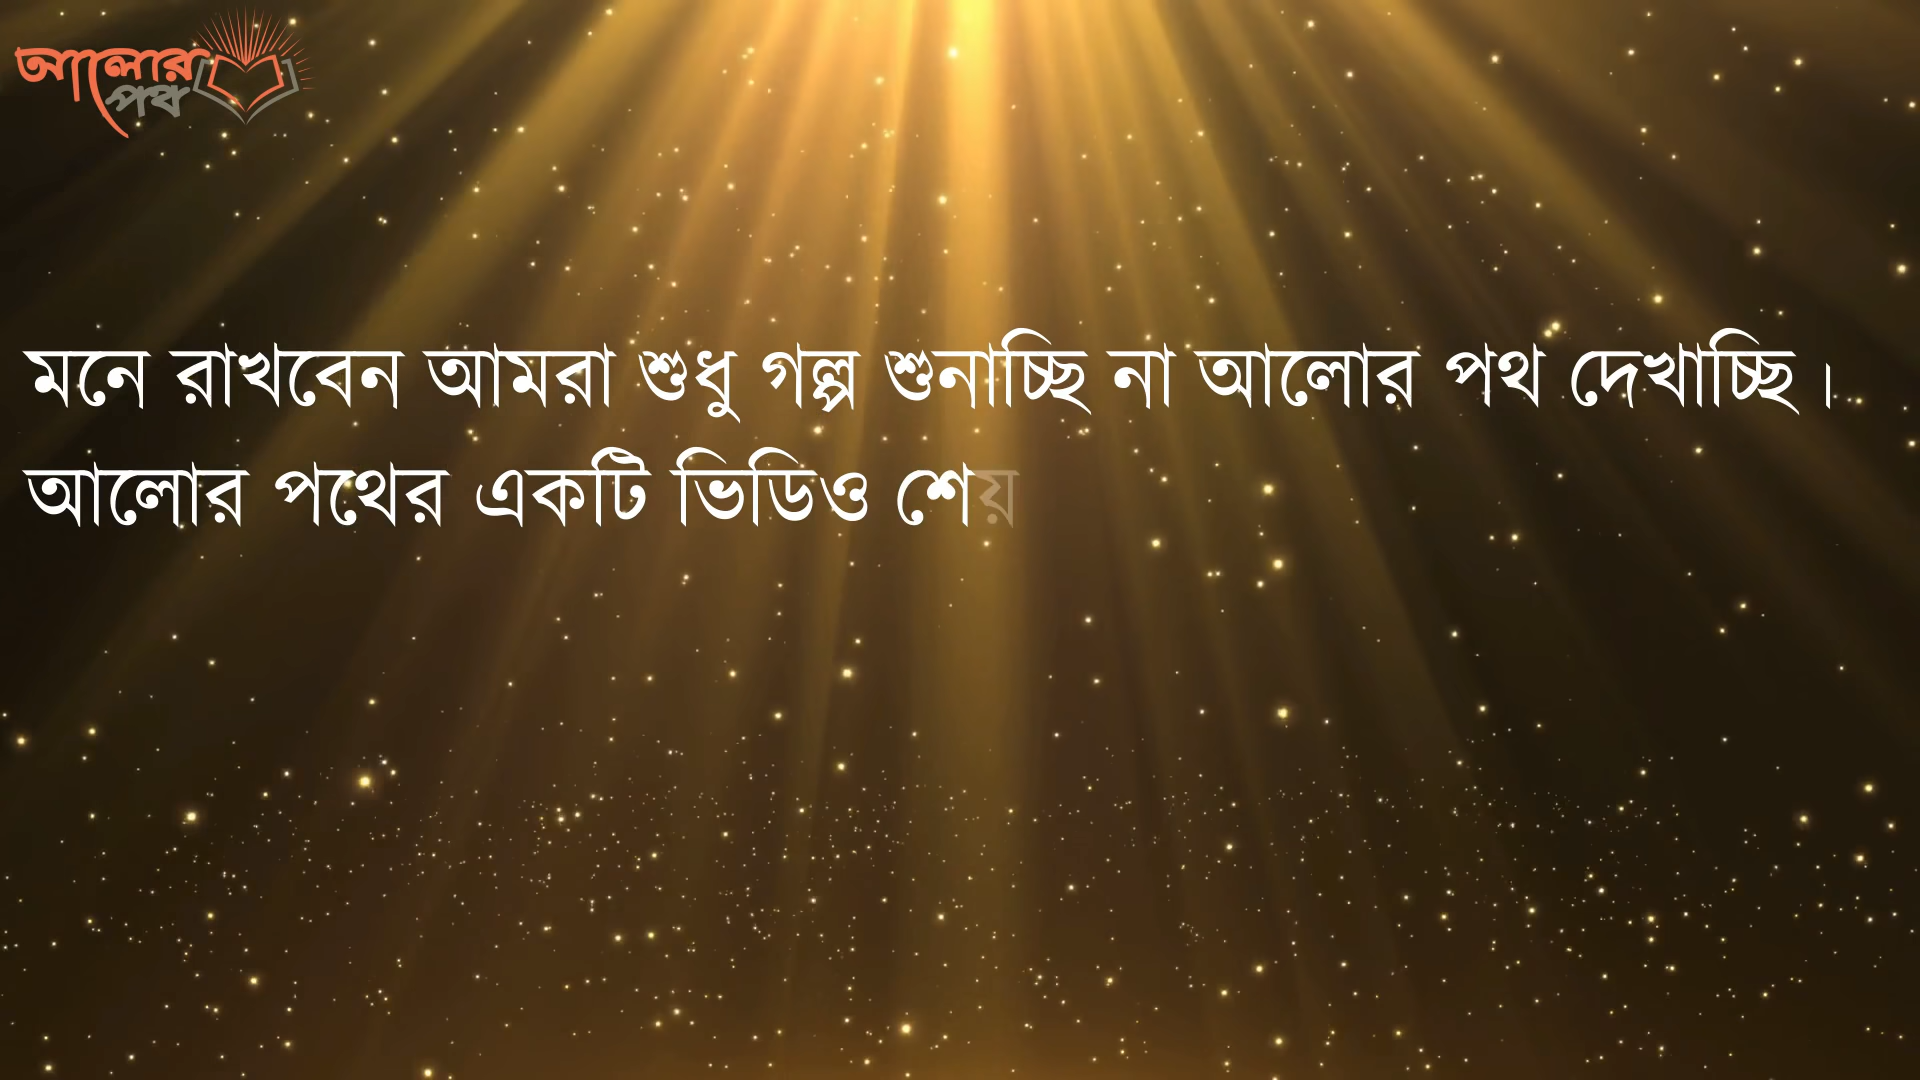 আলোর
পথ
মনে রাখবেন আমরা শুধু গল্প শুনাচ্ছি না আলোর পথ দেখাচ্ছি।
আলোর পথের একটি ভিডিও শেয়